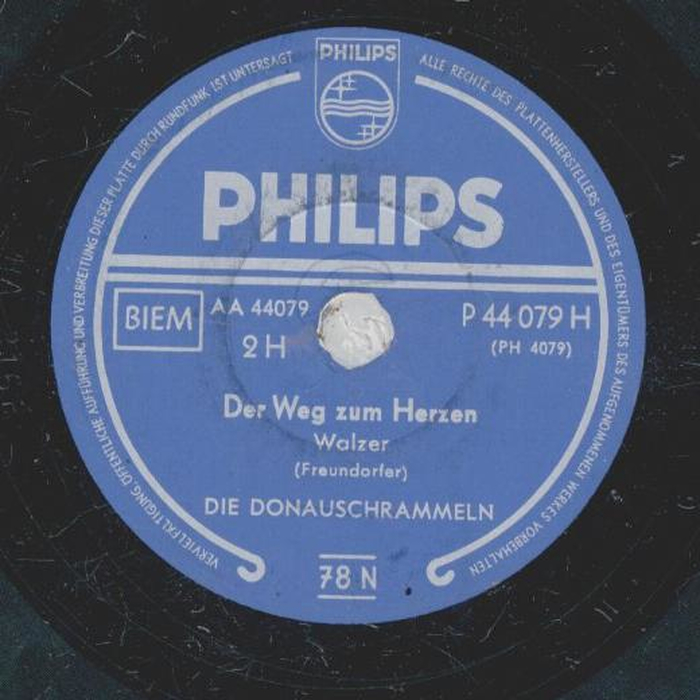 PHILIPS
ALLE RECHTE DES PLATTENHERSTELLERS UND DES EIGENTÜMERS DES AUFGENOMMENEN WERKES VORBEHALTEN
VERVIELFÄLTIGUNG, ÖFFENTLICHE AUFFÜHRUNG UND VERBREITUNG DIESER PLATTE DURCH RUNDFUNK IST UNTERSAGT
PHILIPS
BIEM
AA 44079
2 H
P 44 079 H
(PH 4079)
Der Weg zum Herzen
Walzer
(Freundorfer)
DIE DONAUSCHRAMMELN
78 N